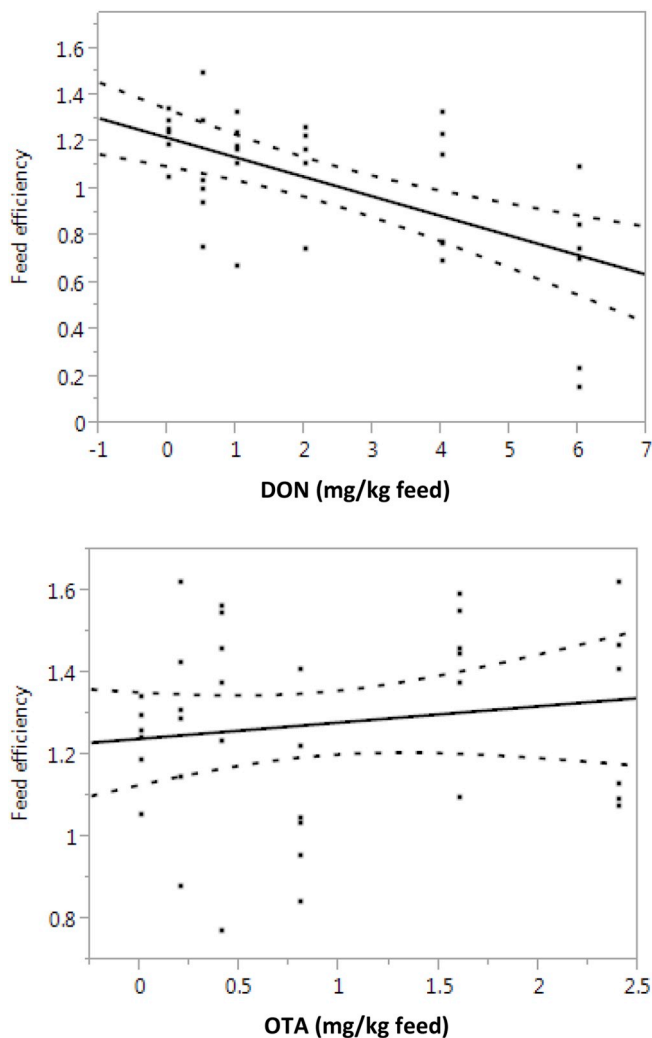 1.6
1.4
1.2
1
0.8
0.6
0.4
0.2
0
Feed efficiency
-1 0 1 2 3 4 5 6 7
DON (mg/kg feed)
1.6
1.4
1.2
1
0.8
Feed efficiency
0 0.5 1 1.5 2 2.5
OTA (mg/kg feed)